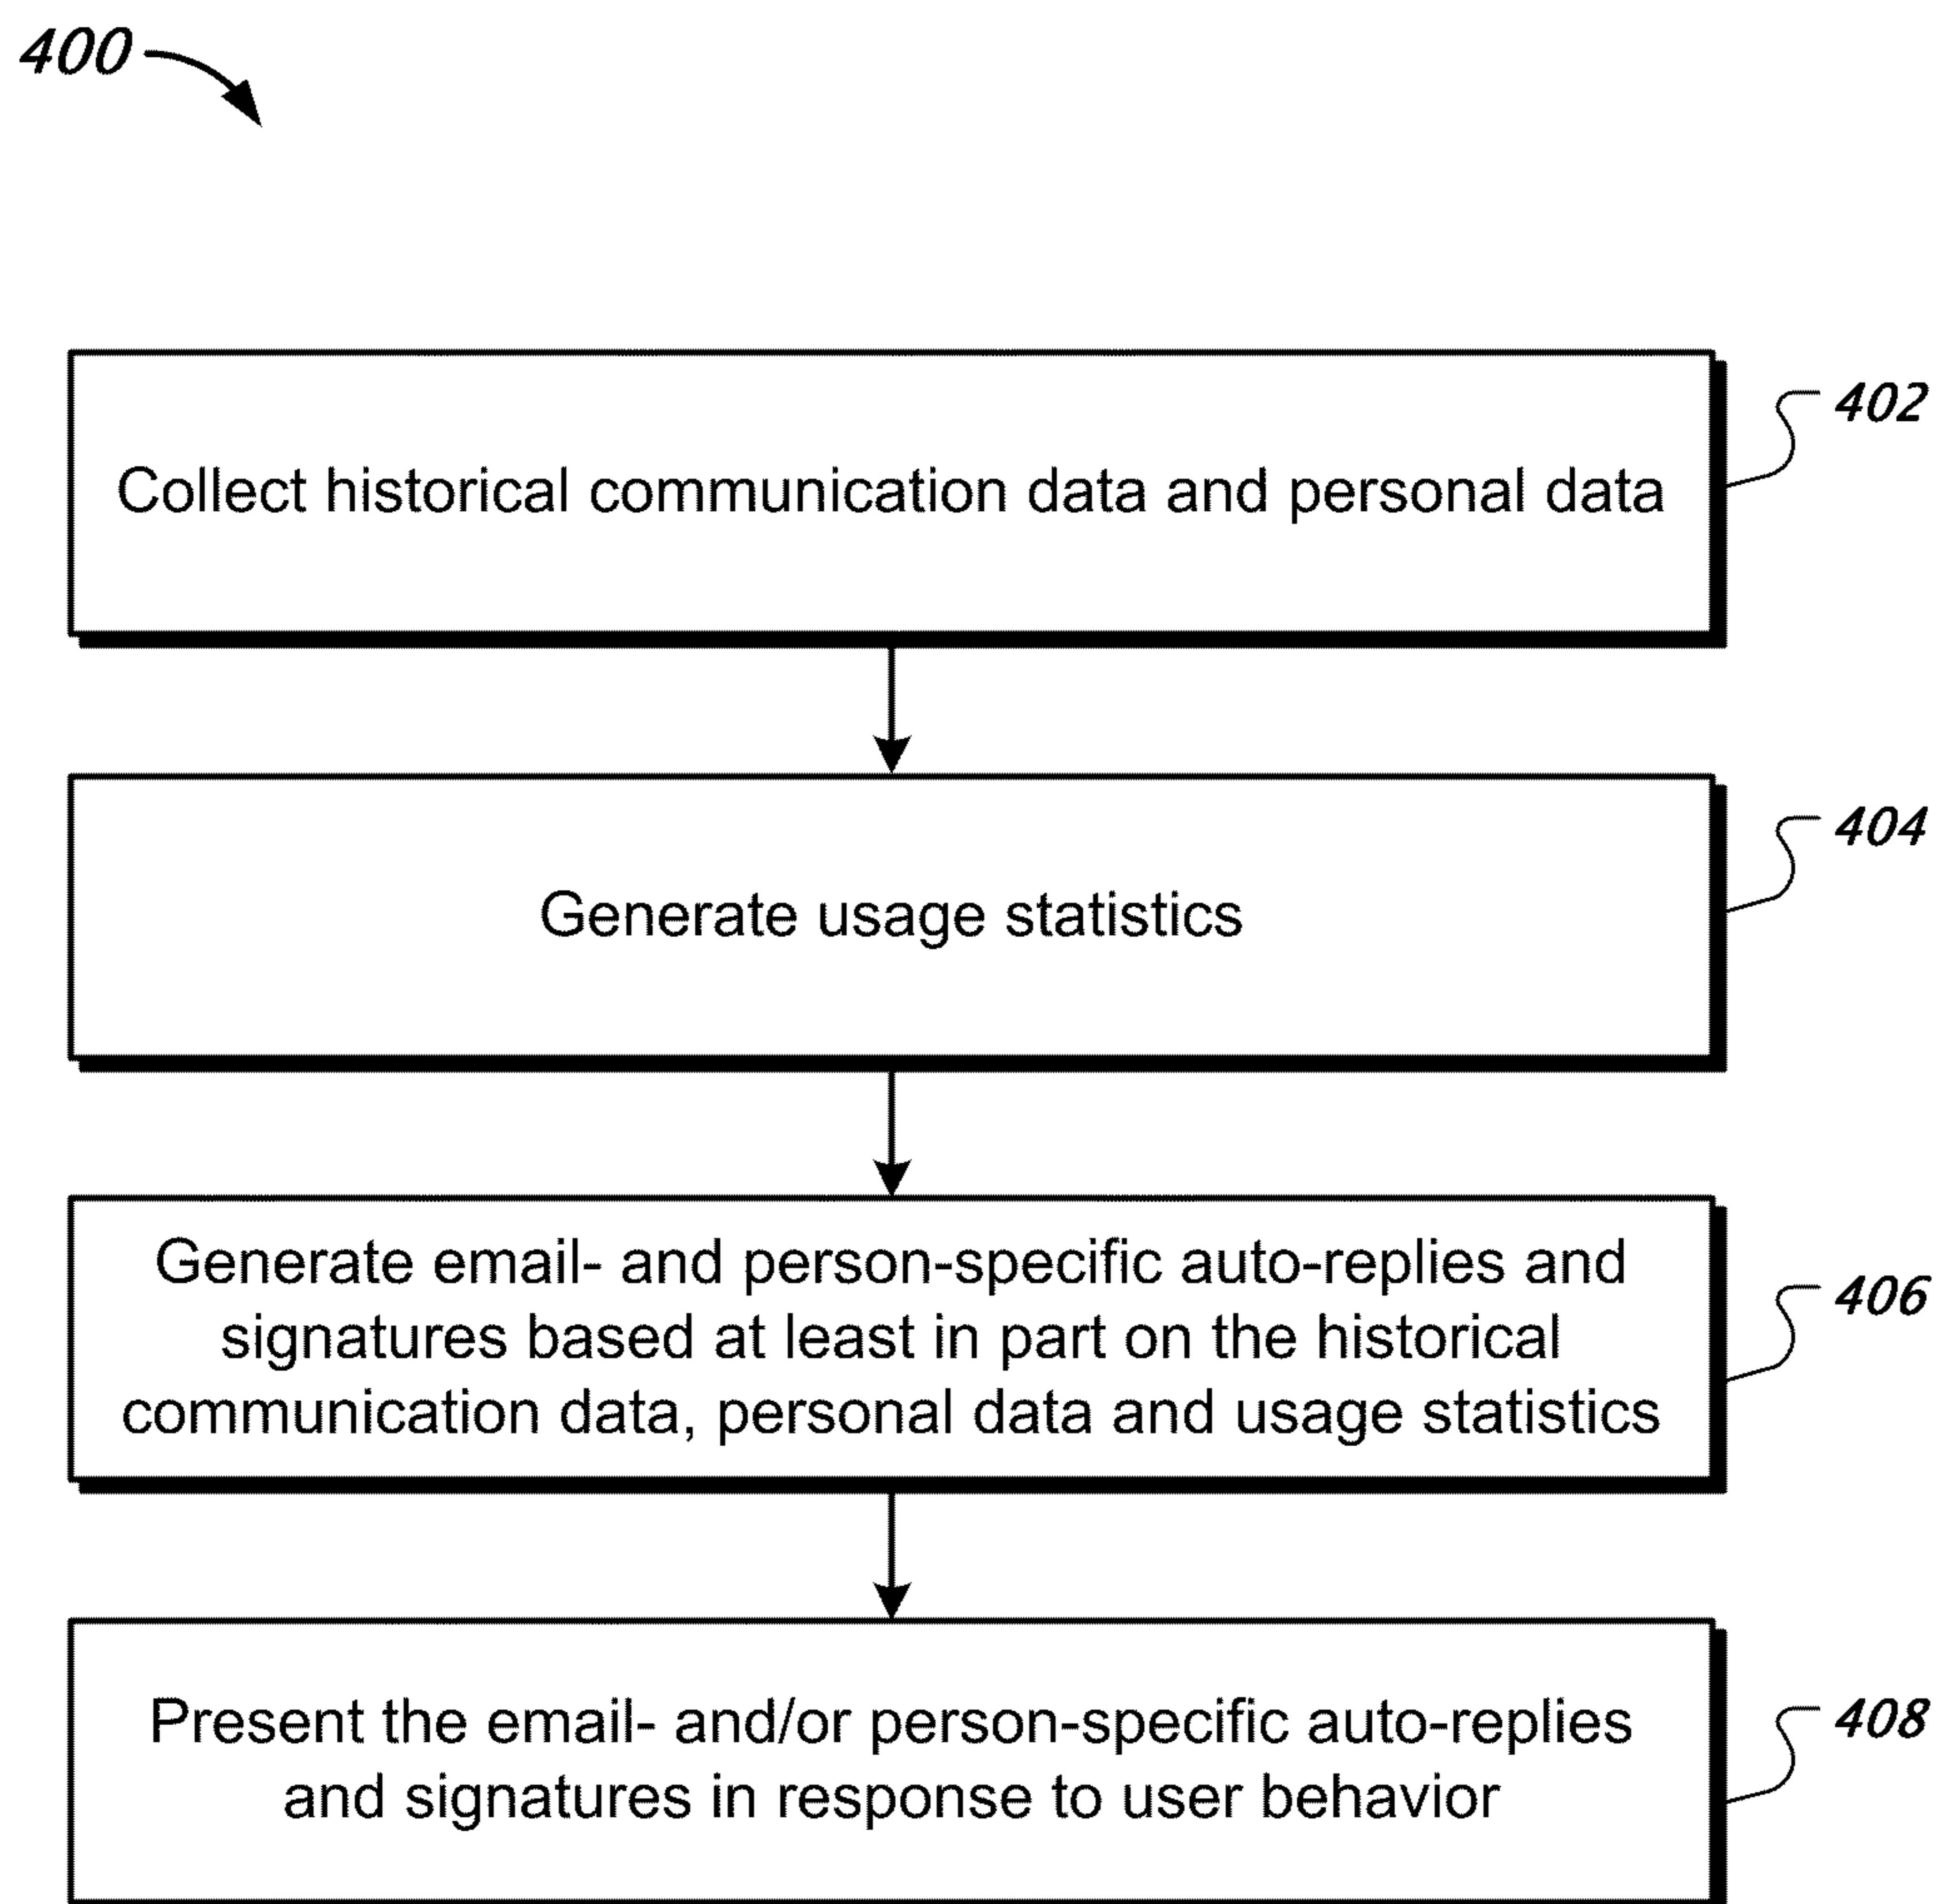 400
Collect historical communication data and personal data
402
Generate usage statistics
404
Generate email- and person-specific auto-replies and
signatures based at least in part on the historical
communication data, personal data and usage statistics
406
Present the email- and/or person-specific auto-replies
and signatures in response to user behavior
408